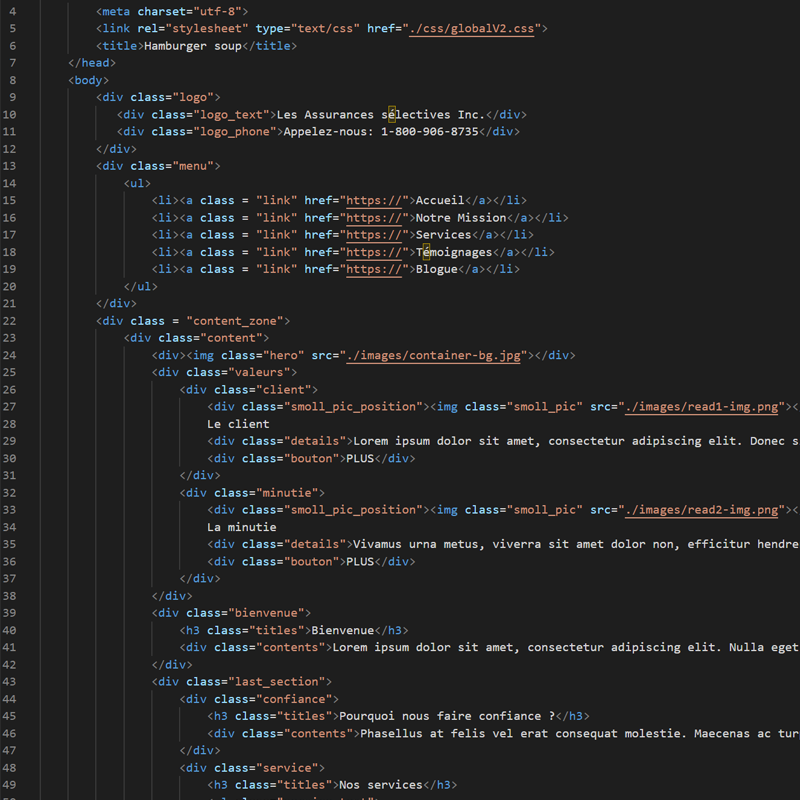 4 <meta charset="utf-8">
5 <link rel="stylesheet" type="text/css" href="./css/globalV2.css">
6 <title>Hamburger soup</title>
7 </head>
8 <body>
9 <div class="logo">
10 <div class="logo_text">Les Assurances sélectives Inc.</div>
11 <div class="logo_phone">Appelez-nous: 1-800-906-8735</div>
12 </div>
13 <div class="menu">
14 <ul>
15 <li><a class = "link" href="https://">Accueil</a></li>
16 <li><a class = "link" href="https://">Notre Mission</a></li>
17 <li><a class = "link" href="https://">Services</a></li>
18 <li><a class = "link" href="https://">Témoignages</a></li>
19 <li><a class = "link" href="https://">Blogue</a></li>
20 </ul>
21 </div>
22 <div class = "content_zone">
23 <div class="content">
24 <div><img class="hero" src="./images/container-bg.jpg"></div>
25 <div class="valeurs">
26 <div class="client">
27 <div class="smoll_pic_position"><img class="smoll_pic" src="./images/read1-img.png"><
28 Le client
29 <div class="details">Lorem ipsum dolor sit amet, consectetur adipiscing elit. Donec s
30 <div class="bouton">PLUS</div>
31 </div>
32 <div class="minutie">
33 <div class="smoll_pic_position"><img class="smoll_pic" src="./images/read2-img.png"><
34 La minutie
35 <div class="details">Vivamus urna metus, viverra sit amet dolor non, efficitur hendre
36 <div class="bouton">PLUS</div>
37 </div>
38 </div>
39 <div class="bienvenue">
40 <h3 class="titles">Bienvenue</h3>
41 <div class="contents">Lorem ipsum dolor sit amet, consectetur adipiscing elit. Nulla eget
42 </div>
43 <div class="last_section">
44 <div class="confiance">
45 <h3 class="titles">Pourquoi nous faire confiance ?</h3>
46 <div class="contents">Phasellus at felis vel erat consequat molestie. Maecenas ac tur
47 </div>
48 <div class="service">
49 <h3 class="titles">Nos services</h3>